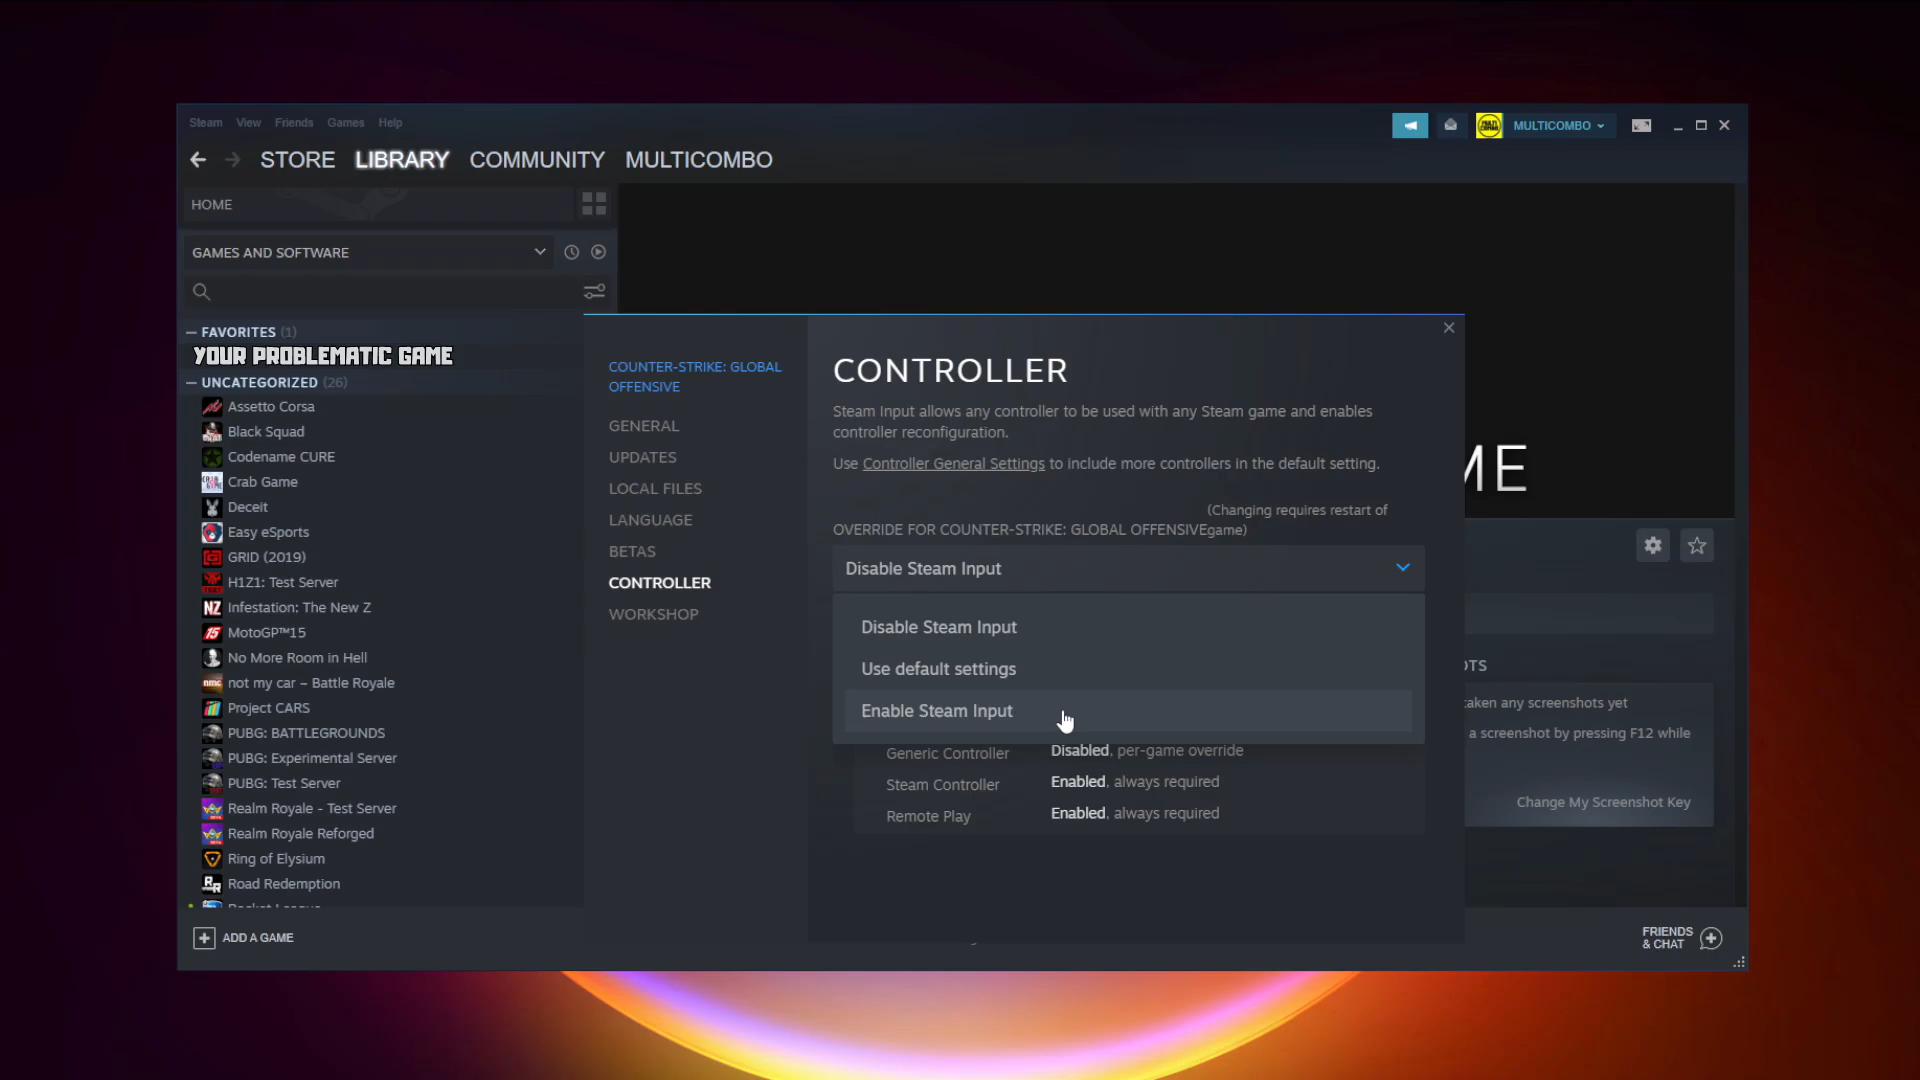 Steam View Friends Games Help
MULTICOMBO
STORE LIBRARY COMMUNITY MULTICOMBO
HOME
GAMES AND SOFTWARE
— FAVORITES (1)
YOUR PROBLEMATIC GAME
— UNCATEGORIZED (26)
Assetto Corsa
Black Squad
Codename CURE
Crab Game
Deceit
Easy eSports
GRID (2019)
H1Z1: Test Server
Infestation: The New Z
MotoGP™15
No More Room in Hell
not my car – Battle Royale
Project CARS
PUBG: BATTLEGROUNDS
PUBG: Experimental Server
PUBG: Test Server
Realm Royale - Test Server
Realm Royale Reforged
Ring of Elysium
Road Redemption
ADD A GAME
COUNTER-STRIKE: GLOBAL
OFFENSIVE
GENERAL
UPDATES
LOCAL FILES
LANGUAGE
BETAS
CONTROLLER
WORKSHOP
CONTROLLER
Steam Input allows any controller to be used with any Steam game and enables
controller reconfiguration.
Use Controller General Settings to include more controllers in the default setting.
(Changing requires restart of
OVERRIDE FOR COUNTER-STRIKE: GLOBAL OFFENSIVEgame)
Disable Steam Input
Disable Steam Input
Use default settings
Enable Steam Input
Generic Controller Disabled, per-game override
Steam Controller Enabled, always required
Remote Play Enabled, always required
ME
OTS
taken any screenshots yet
a screenshot by pressing F12 while
Change My Screenshot Key
FRIENDS
& CHAT